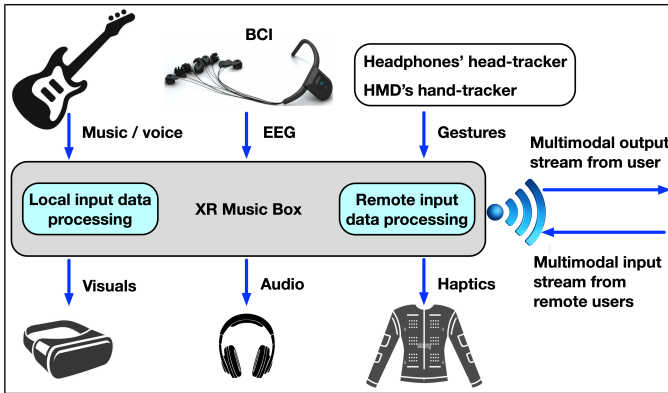 BCI
Headphones' head-tracker
HMD's hand-tracker
Music / voice
EEG
Gestures
Multimodal output
stream from user
Local input data
processing
XR Music Box
Remote input
data processing
Multimodal input
stream from
remote users
Visuals
Audio
Haptics